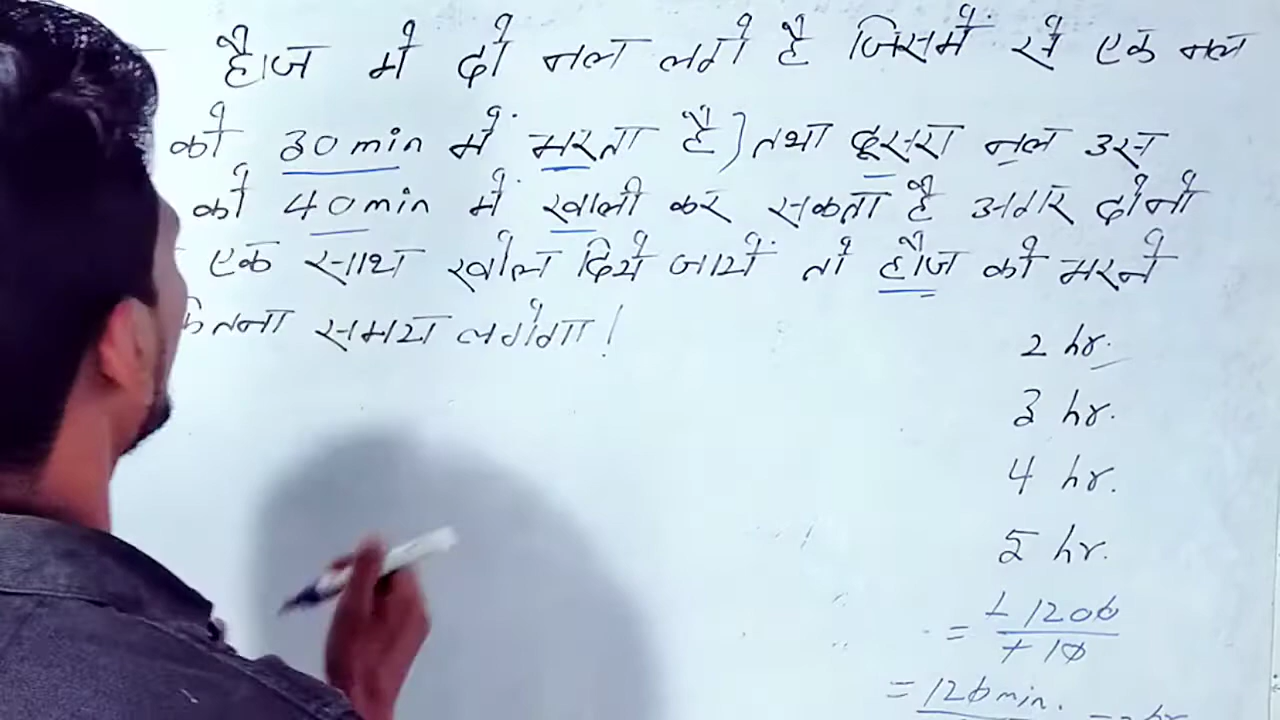 हौज में दो नल लगे है जिसमें से एक नल
को 30 min में भरता है) तथा दूसरा नल उस
को 40 min में खाली कर सकता है अगर दोनो
एक साथ खोल दिये जायें तो हौज को भरने
कितना समय लगेगा!
2 hr.
3 hr.
4 hr.
5 hr.
= + 1200 / + 10
= 120 min.